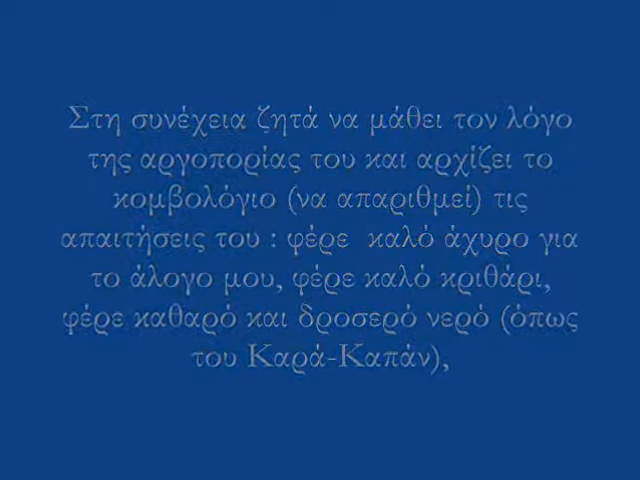 Στη συνέχεια ζητά να μάθει τον λόγο
της αργοπορίας του και αρχίζει το
κομβολόγιο (να απαριθμεί) τις
απαιτήσεις του : φέρε καλό άχυρο για
το άλογο μου, φέρε καλό κριθάρι,
φέρε καθαρό και δροσερό νερό (όπως
του Καρά-Καπάν),